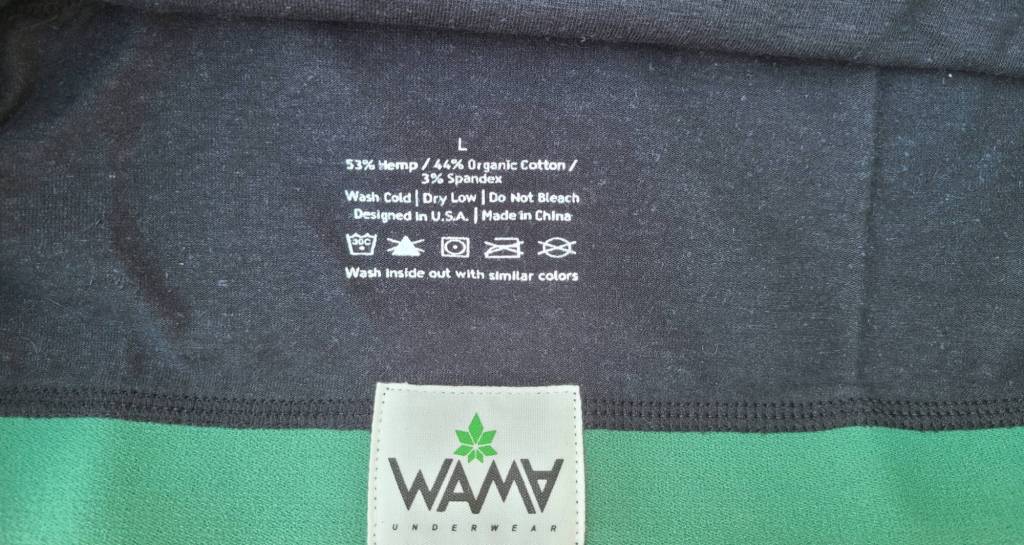 L
53% Hemp / 44% Organic Cotton /
3% Spandex
Wash Cold | Dry Low | Do Not Bleach
Designed in U.S.A. | Made in China
30C
Wash inside out with similar colors
WAMA
UNDERWEAR